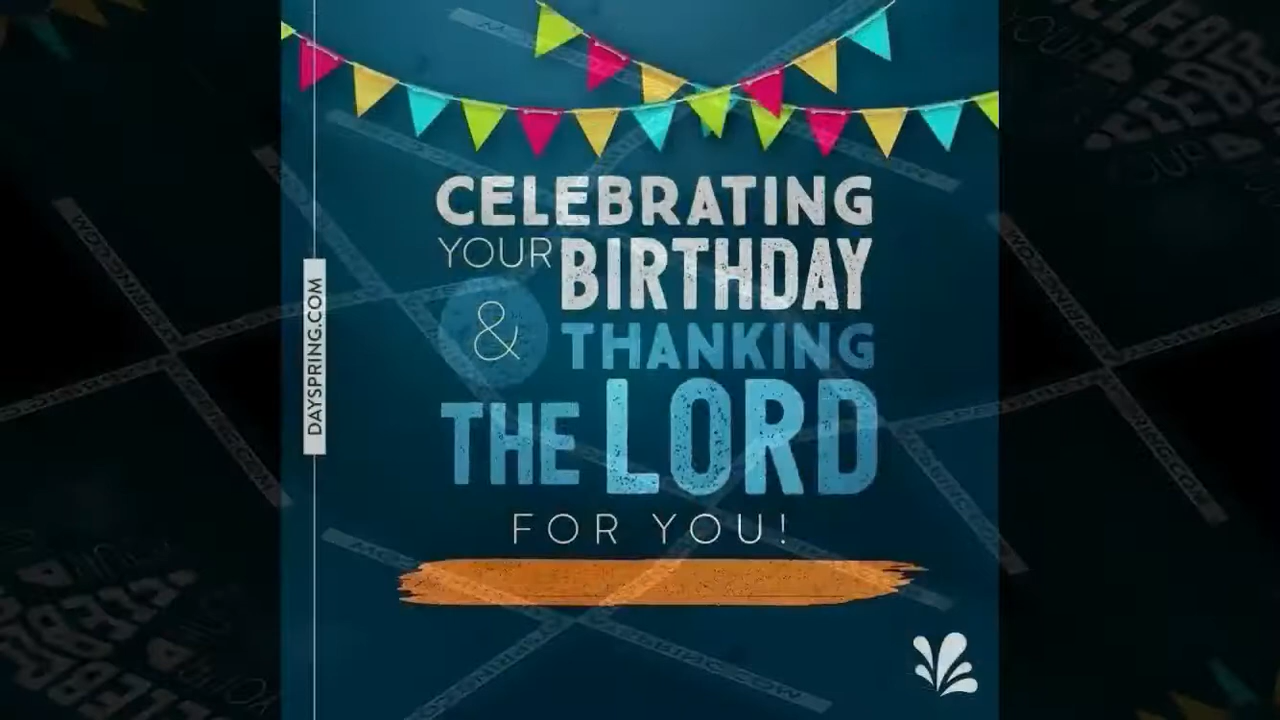 CELEBRATING
YOUR BIRTHDAY
& THANKING
THE LORD
FOR YOU!
DAYSPRING.COM